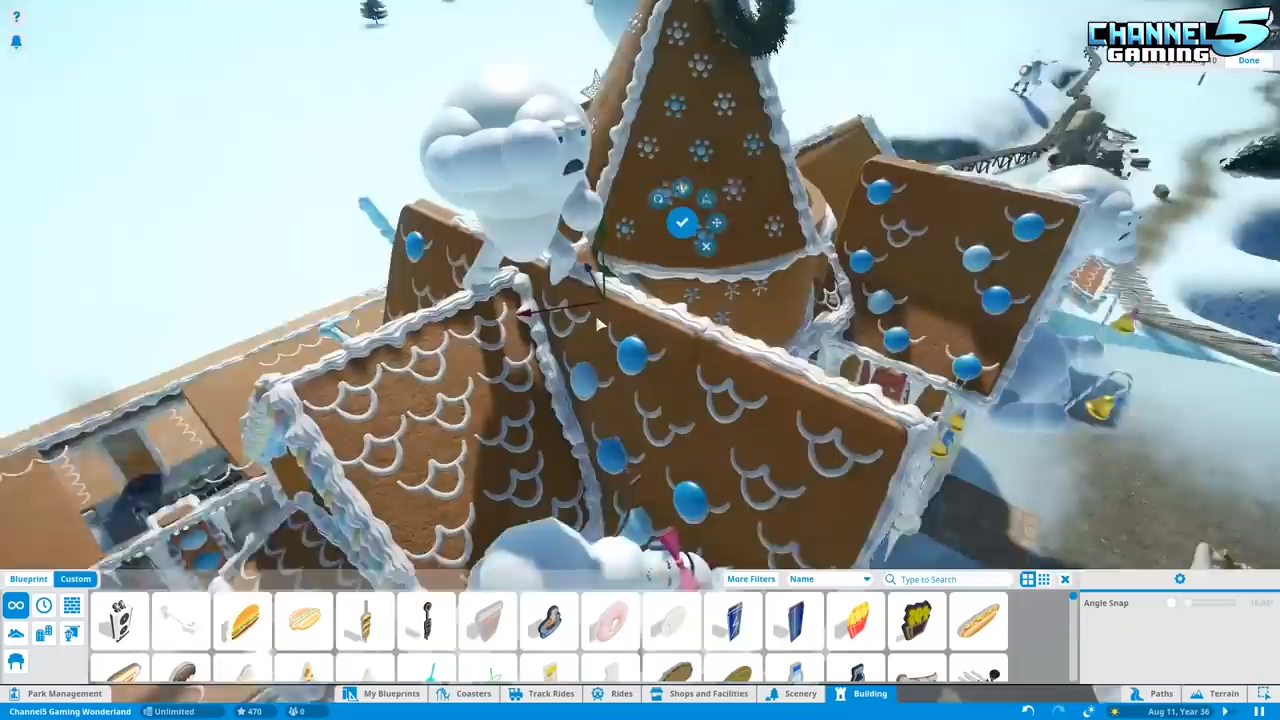 CHANNEL 5
GAMING
Done
Blueprint
Custom
More Filters
Name
Type to Search
Angle Snap
Park Management
My Blueprints
Coasters
Track Rides
Rides
Shops and Facilities
Scenery
Building
Paths
Terrain
Channel5 Gaming Wonderland
Unlimited
470
0
Aug 11, Year 36